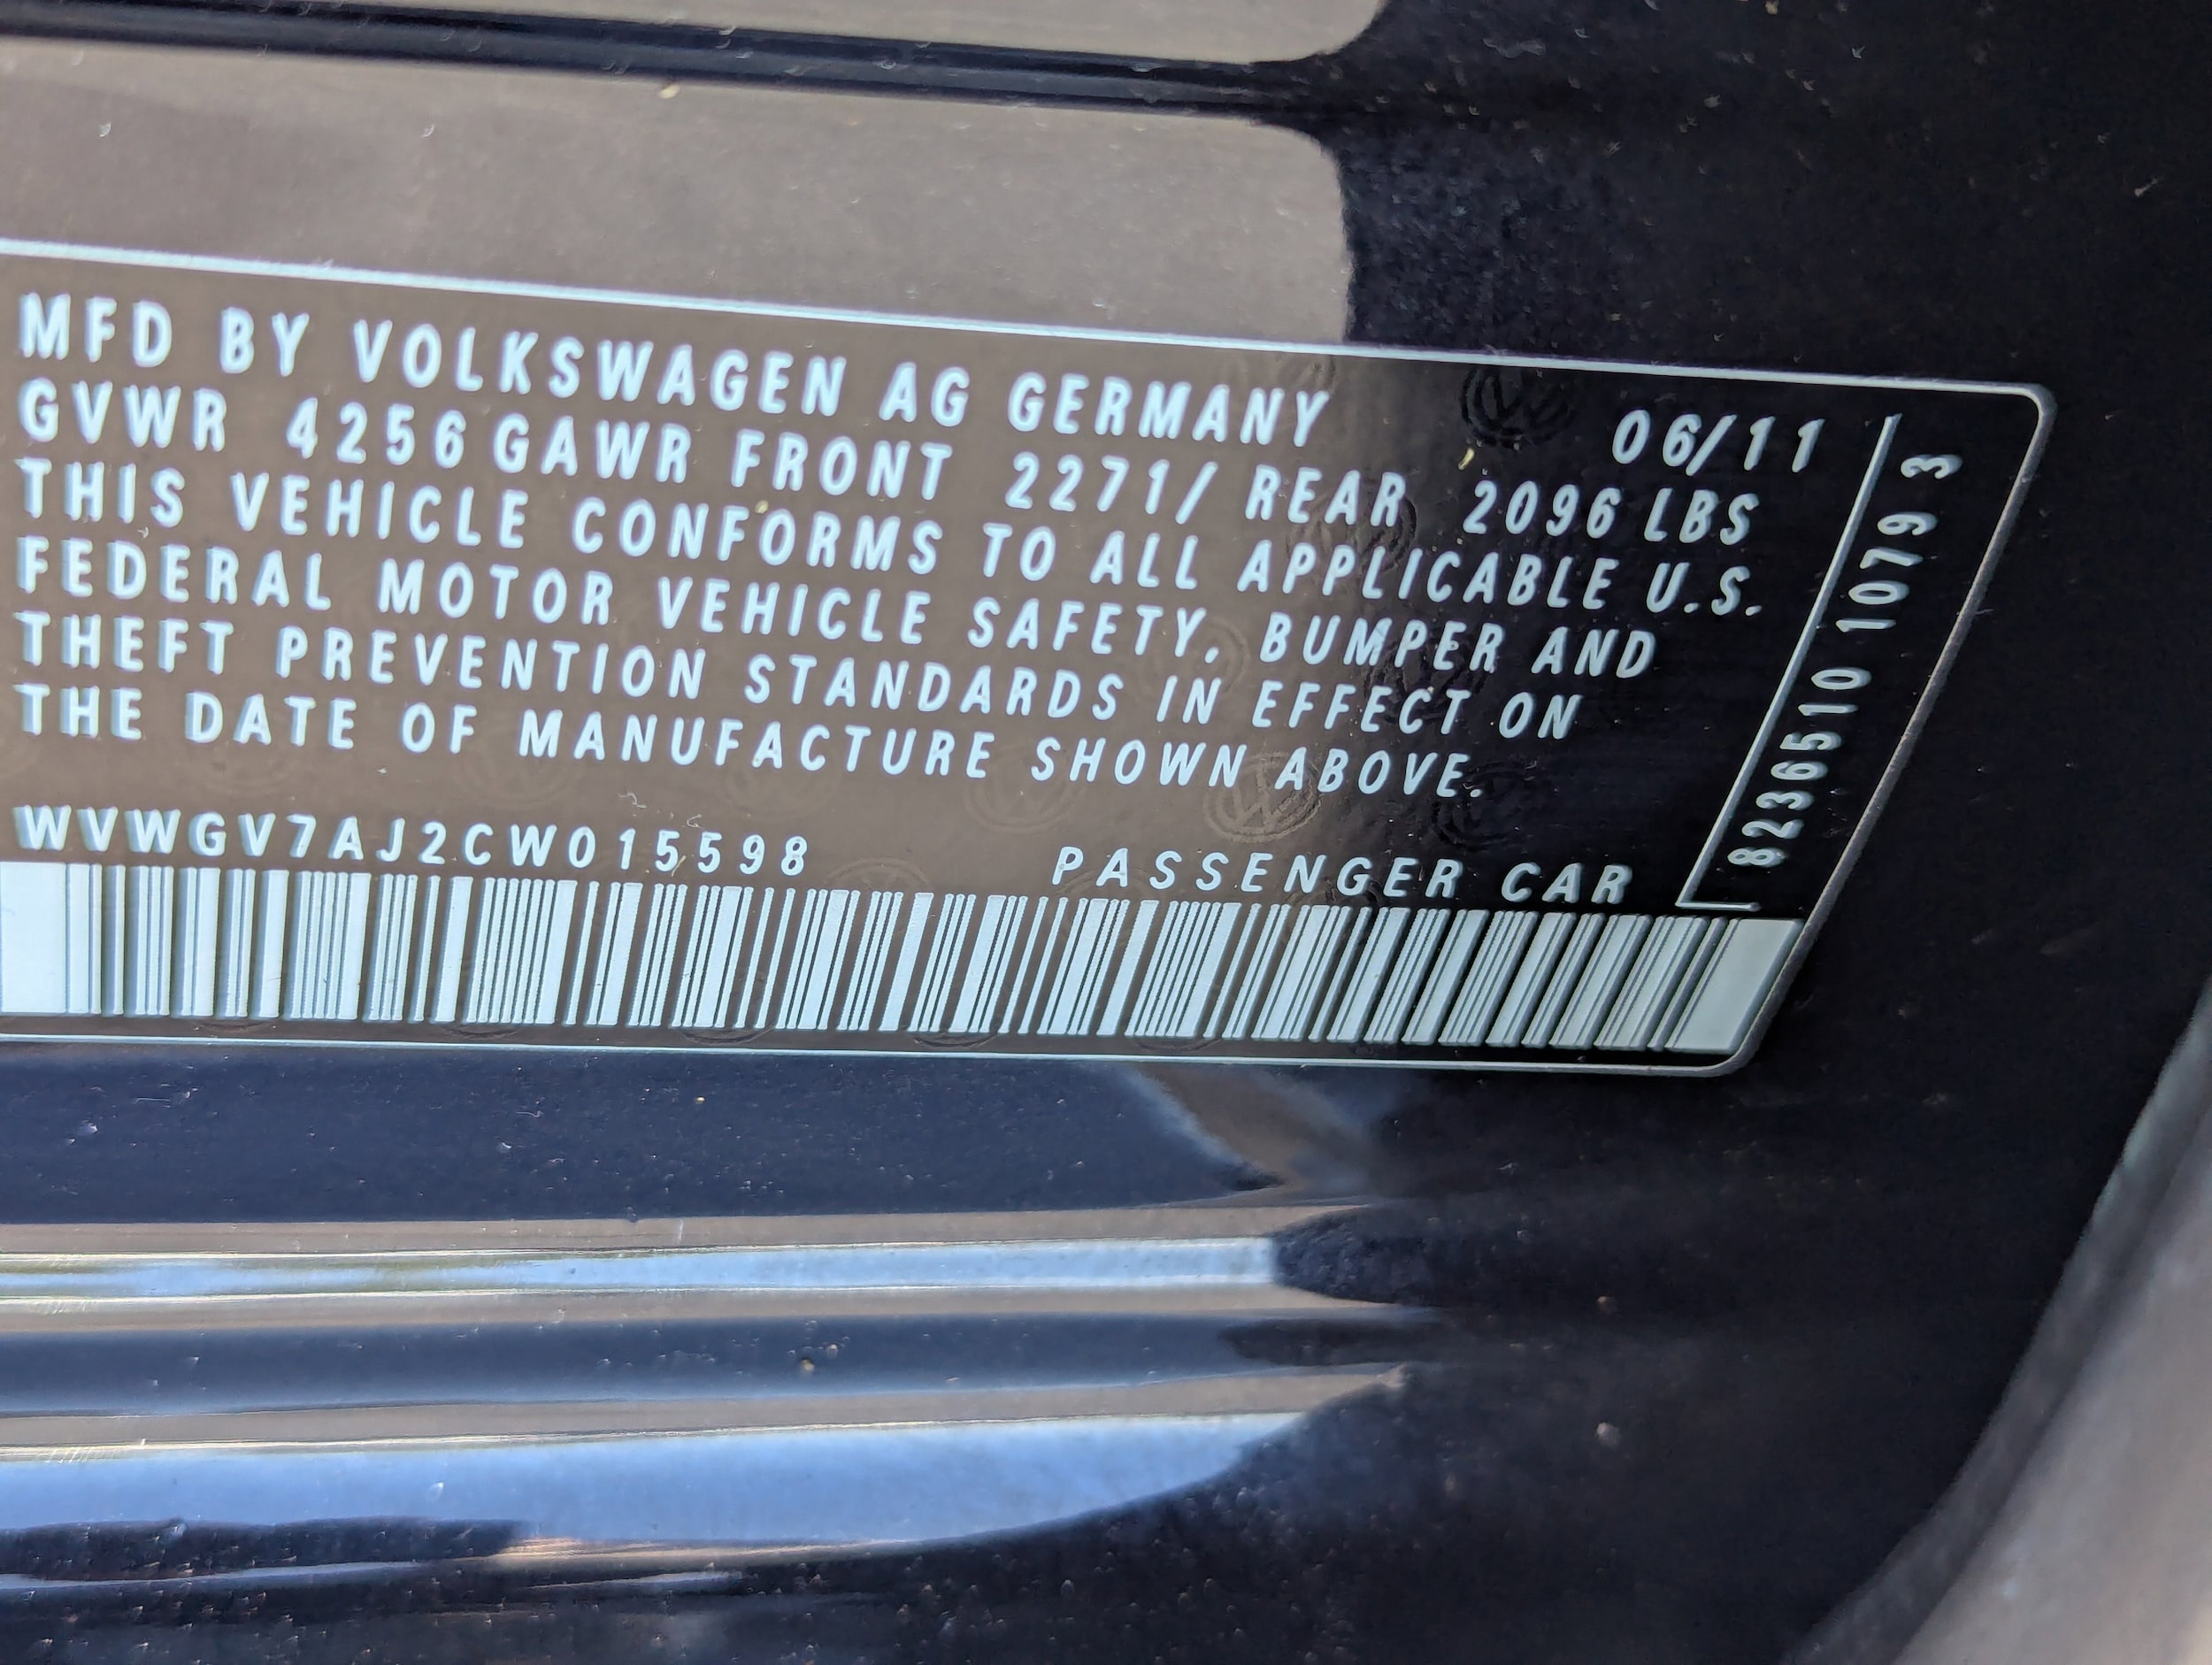 MFD BY VOLKSWAGEN AG GERMANY 06/11
GVWR 4256 GAWR FRONT 2271/ REAR 2096 LBS
THIS VEHICLE CONFORMS TO ALL APPLICABLE U.S.
FEDERAL MOTOR VEHICLE SAFETY, BUMPER AND
THEFT PREVENTION STANDARDS IN EFFECT ON
THE DATE OF MANUFACTURE SHOWN ABOVE.
WVWGV7AJ2CW015598 PASSENGER CAR
8236510 1079 3